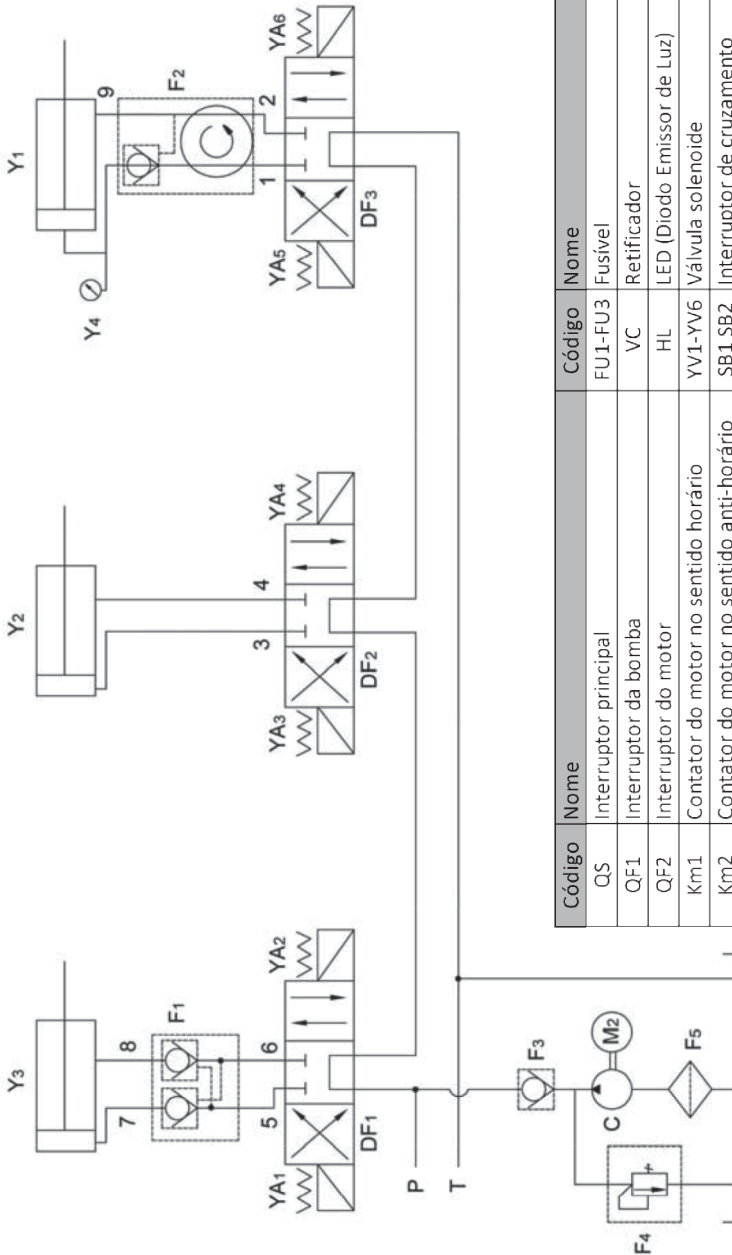 Y3
Y2
Y1
Y4
7
8
F1
5
6
YA1
YA2
DF1
3
4
YA3
YA4
DF2
9
F2
1
2
YA5
YA6
DF3
P
T
F3
C
M2
F4
F5
Código Nome Código Nome
QS Interruptor principal FU1-FU3 Fusível
QF1 Interruptor da bomba VC Retificador
QF2 Interruptor do motor HL LED (Diodo Emissor de Luz)
Km1 Contator do motor no sentido horário YV1-YV6 Válvula solenoide
Km2 Contator do motor no sentido anti-horário SB1 SB2 Interruptor de cruzamento